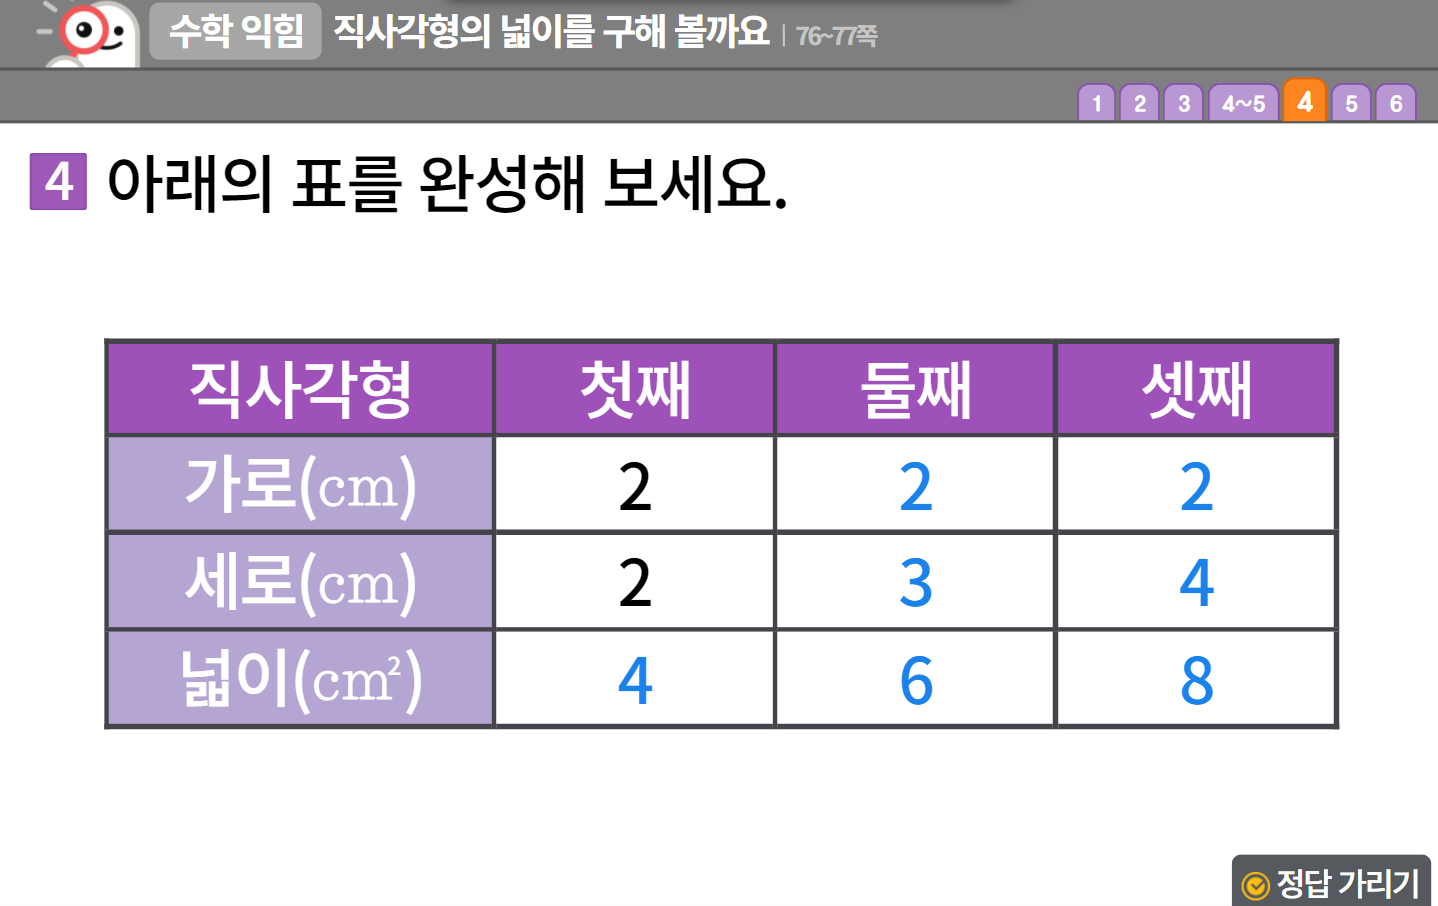 수학 익힘 직사각형의 넓이를 구해 볼까요 | 76~77쪽
1 2 3 4~5 4 5 6
4 아래의 표를 완성해 보세요.
직사각형 첫째 둘째 셋째
가로(cm) 2 2 2
세로(cm) 2 3 4
넓이(cm²) 4 6 8
정답 가리기